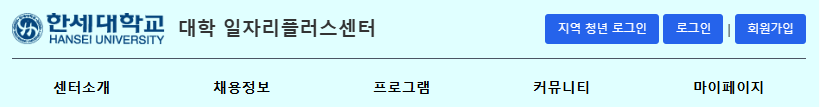 한세대학교 대학 일자리플러스센터 지역 청년 로그인 로그인 | 회원가입
HANSEI UNIVERSITY
센터소개 채용정보 프로그램 커뮤니티 마이페이지